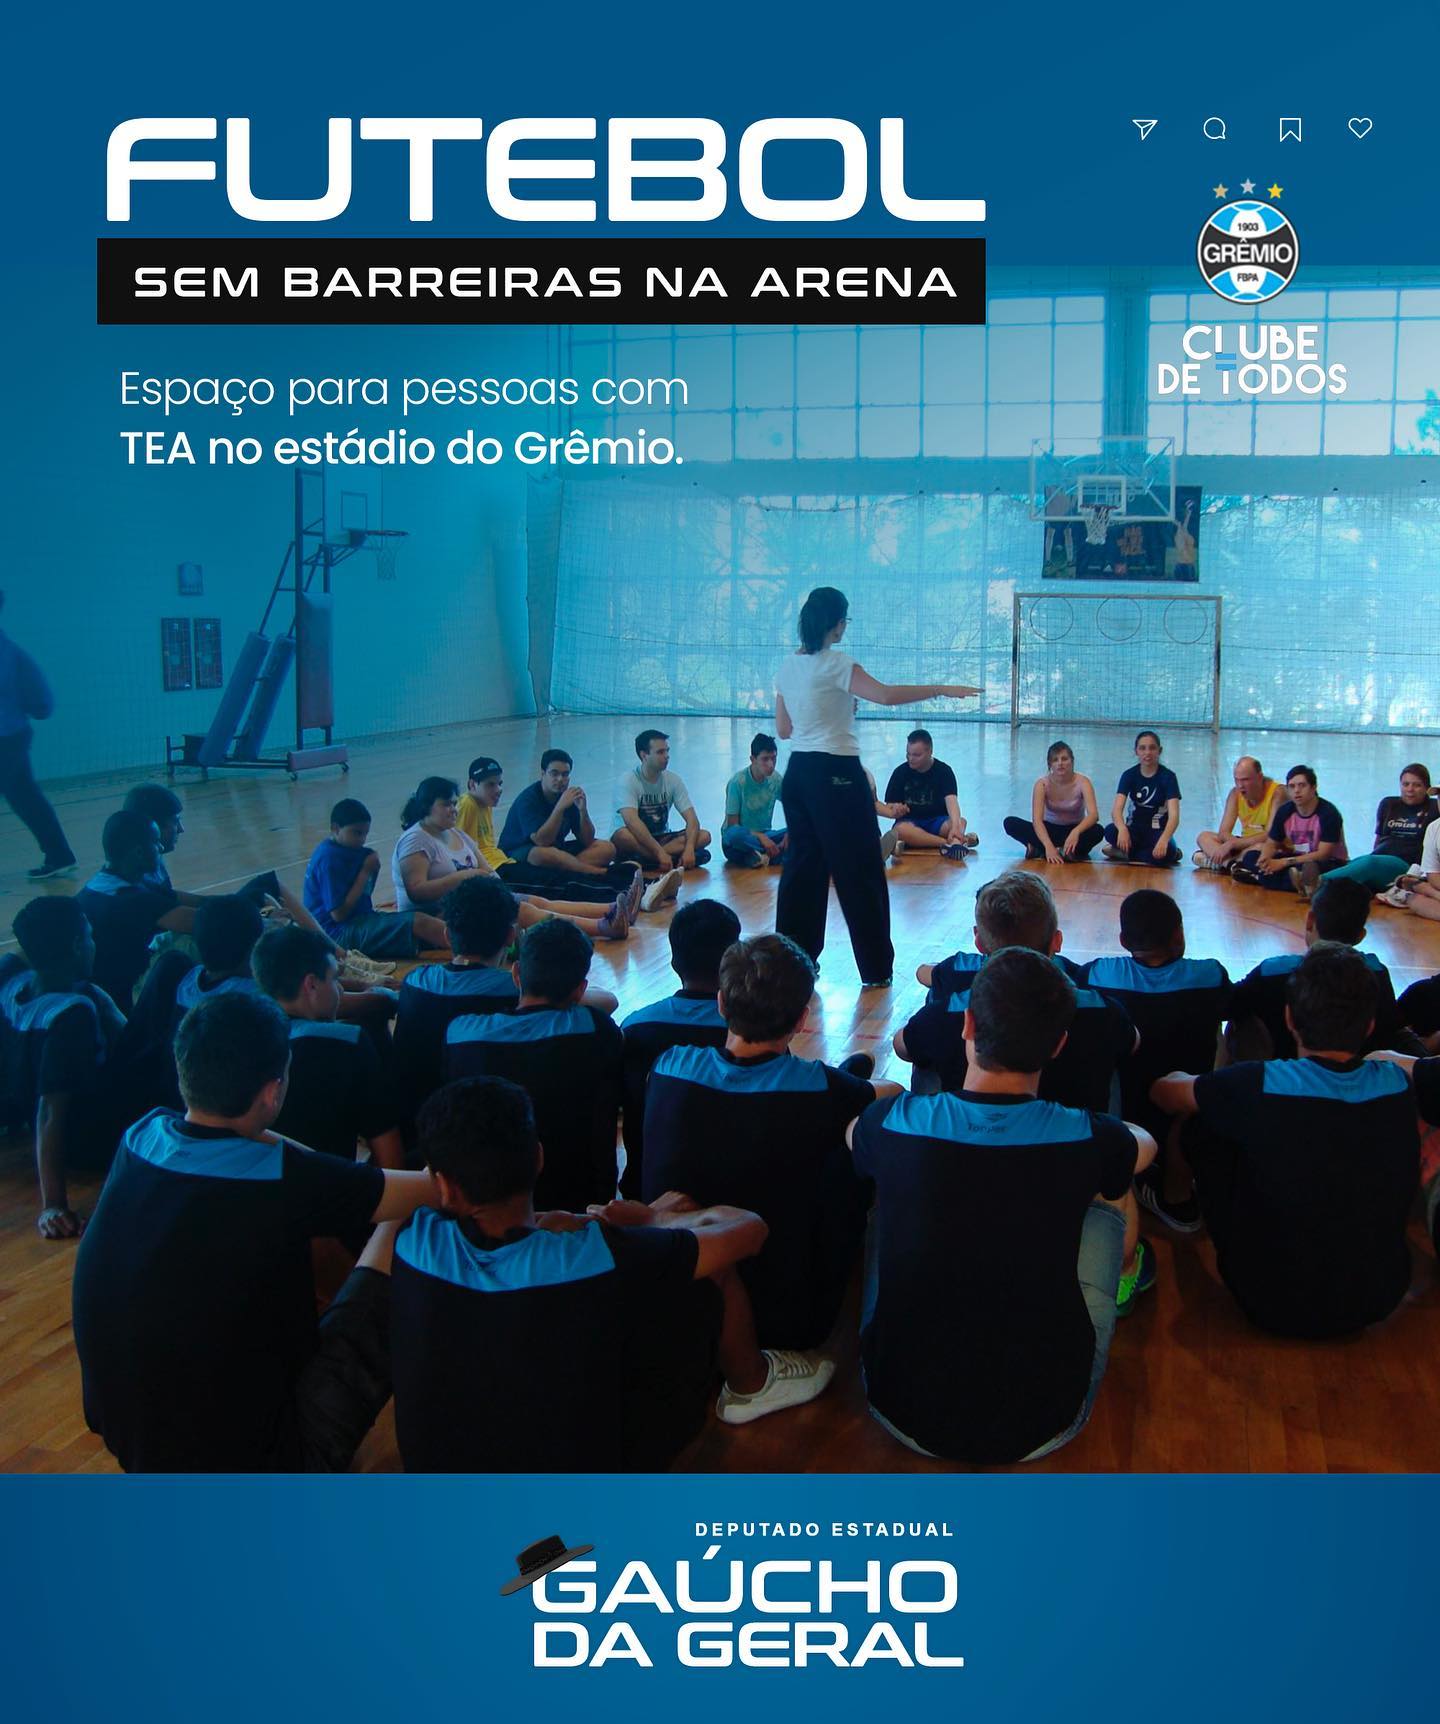 FUTEBOL
SEM BARREIRAS NA ARENA
Espaço para pessoas com
TEA no estádio do Grêmio.
1903
GRÊMIO
FBPA
CLUBE
DE TODOS
Topper
DEPUTADO ESTADUAL
GAÚCHO
DA GERAL